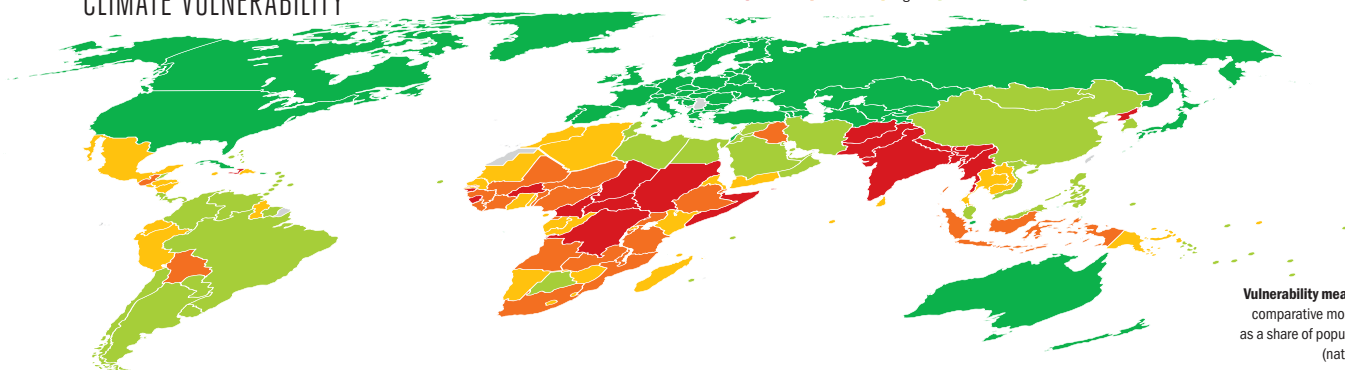 CLIMATE VULNERABILITY
Vulnerability mea
comparative mo
as a share of popu
(nat